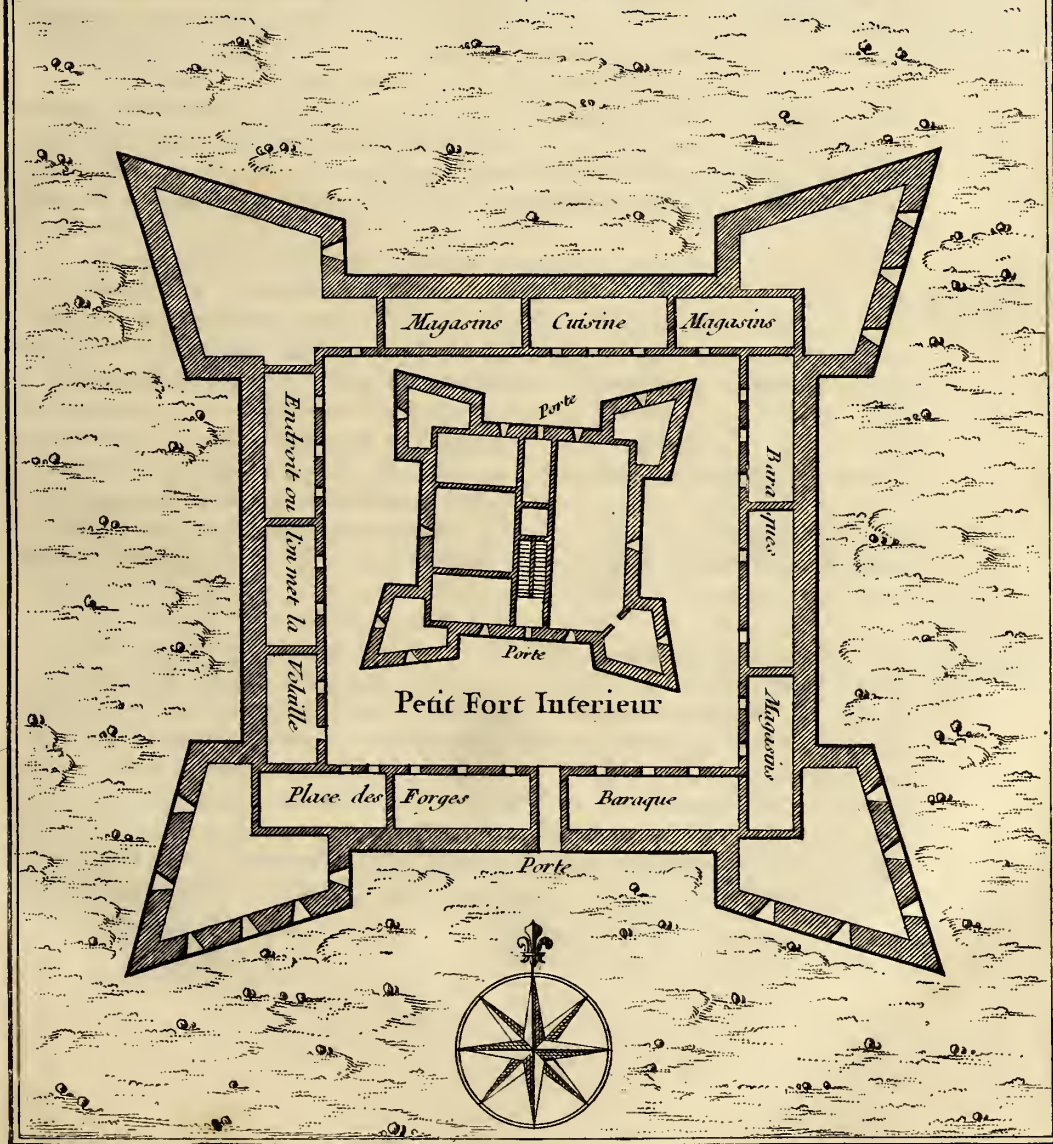 Magasins
Cuisine
Magasins
Porte
Endroit ou
lon met la
Volaille
Bara
ques
Magasins
Porte
Petit Fort Interieur
Place des Forges
Baraque
Porte